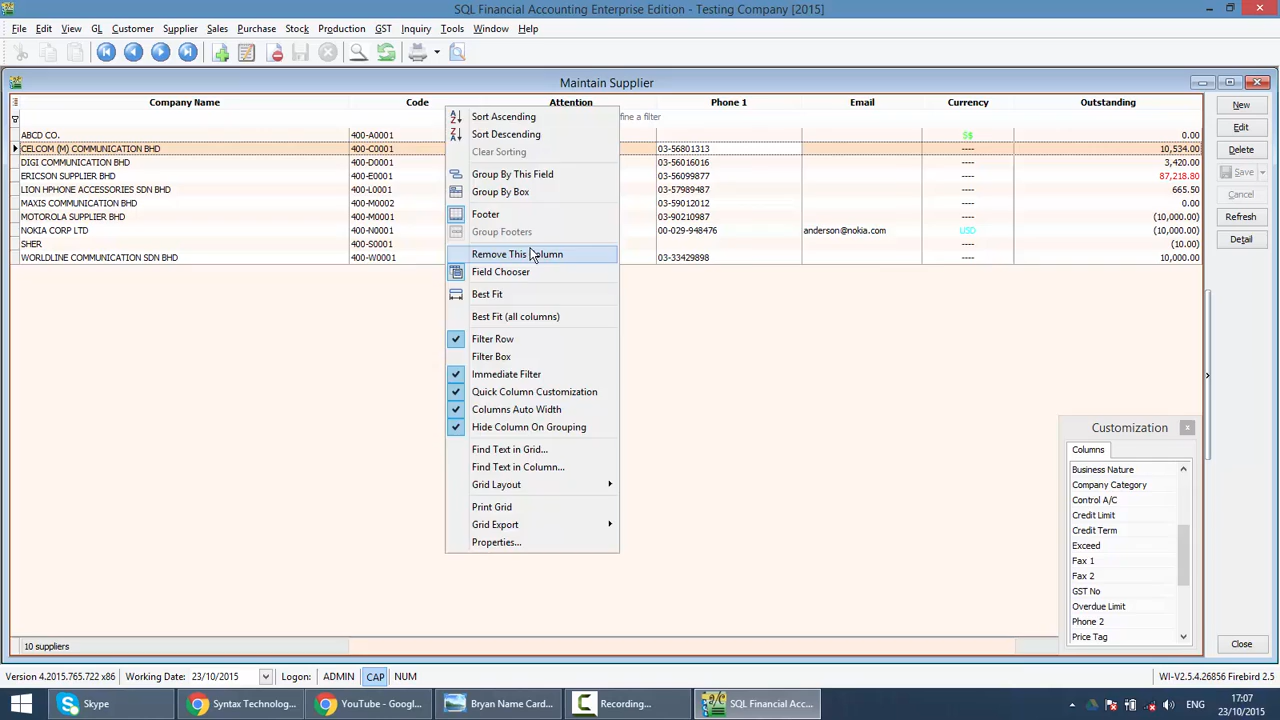 SQL Financial Accounting Enterprise Edition - Testing Company [2015]
File Edit View GL Customer Supplier Sales Purchase Stock Production GST Inquiry Tools Window Help
Maintain Supplier
Company Name Code Attention Phone 1 Email Currency Outstanding
fine a filter
ABCD CO. 400-A0001 S$ 0.00
CELCOM (M) COMMUNICATION BHD 400-C0001 03-56801313 ---- 10,534.00
DIGI COMMUNICATION BHD 400-D0001 03-56016016 ---- 3,420.00
ERICSON SUPPLIER BHD 400-E0001 03-56099877 ---- 87,218.80
LION HPHONE ACCESSORIES SDN BHD 400-L0001 03-57989487 ---- 665.50
MAXIS COMMUNICATION BHD 400-M0002 03-59012012 ---- 0.00
MOTOROLA SUPPLIER BHD 400-M0001 03-90210987 ---- (10,000.00)
NOKIA CORP LTD 400-N0001 00-029-948476 anderson@nokia.com USD (10,000.00)
SHER 400-S0001 ---- (10.00)
WORLDLINE COMMUNICATION SDN BHD 400-W0001 03-33429898 ---- 10,000.00
Sort Ascending
Sort Descending
Clear Sorting
Group By This Field
Group By Box
Footer
Group Footers
Remove This Column
Field Chooser
Best Fit
Best Fit (all columns)
Filter Row
Filter Box
Immediate Filter
Quick Column Customization
Columns Auto Width
Hide Column On Grouping
Find Text in Grid...
Find Text in Column...
Grid Layout
Print Grid
Grid Export
Properties...
New
Edit
Delete
Save
Cancel
Refresh
Detail
Customization x
Columns
Business Nature
Company Category
Control A/C
Credit Limit
Credit Term
Exceed
Fax 1
Fax 2
GST No
Overdue Limit
Phone 2
Price Tag
10 suppliers
Close
Version 4.2015.765.722 x86 Working Date: 23/10/2015 Logon: ADMIN CAP NUM WI-V2.5.4.26856 Firebird 2.5
Skype Syntax Technolog... YouTube - Googl... Bryan Name Card... Recording... SQL Financial Acc...
17:07
23/10/2015